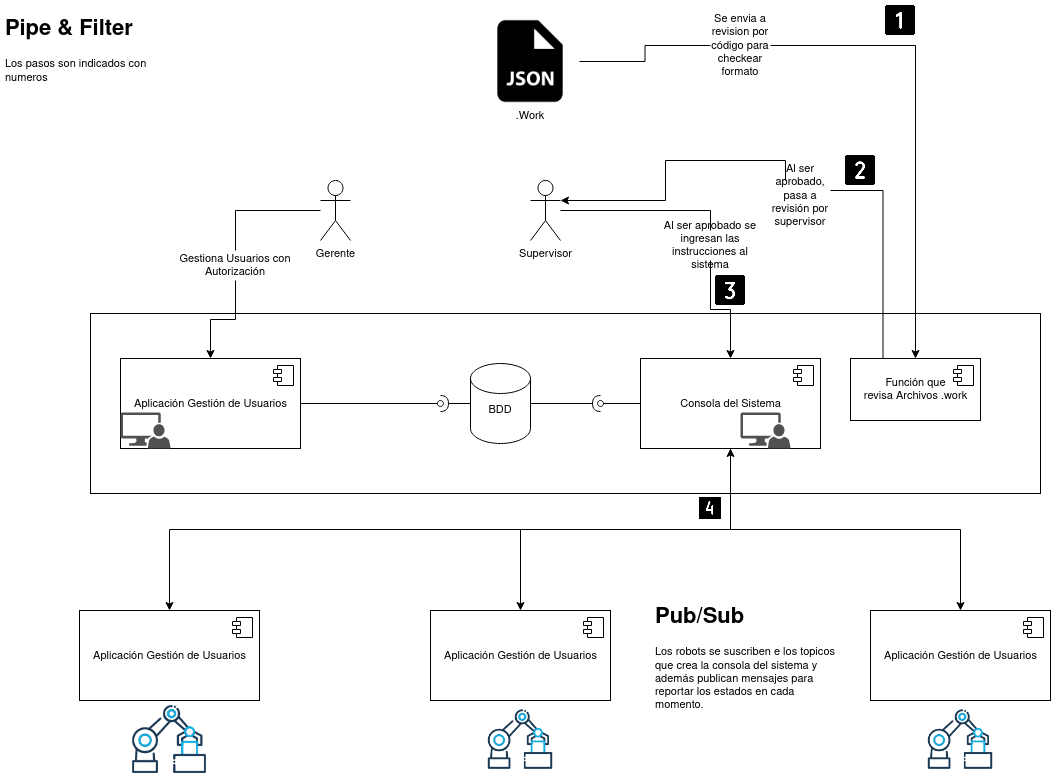 Pipe & Filter
Los pasos son indicados con
numeros
JSON
.Work
Se envia a
revision por
código para
checkear
formato
1
Al ser
aprobado,
pasa a
revisión por
supervisor
2
Gerente
Supervisor
Gestiona Usuarios con
Autorización
Al ser aprobado se
ingresan las
instrucciones al
sistema
3
Aplicación Gestión de Usuarios
BDD
Consola del Sistema
Función que
revisa Archivos .work
4
Aplicación Gestión de Usuarios
Aplicación Gestión de Usuarios
Pub/Sub
Los robots se suscriben e los topicos
que crea la consola del sistema y
además publican mensajes para
reportar los estados en cada
momento.
Aplicación Gestión de Usuarios